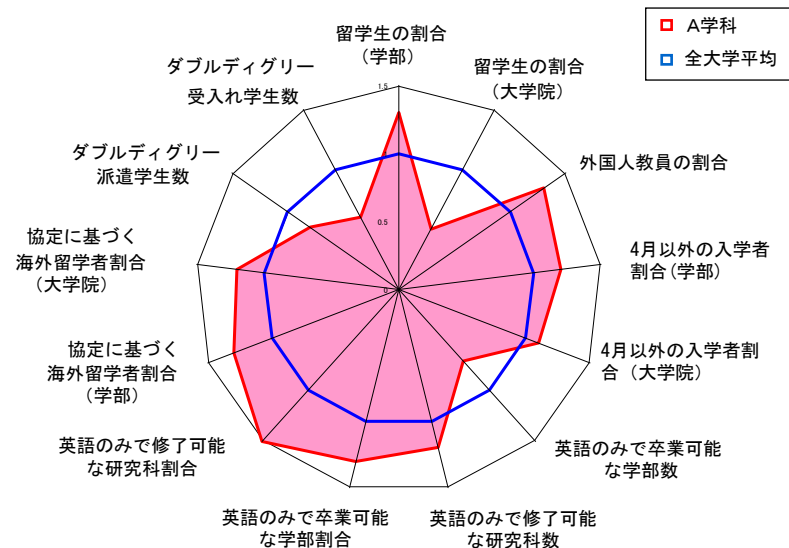 A学科
全大学平均
留学生の割合
(学部)
留学生の割合
(大学院)
外国人教員の割合
4月以外の入学者
割合(学部)
4月以外の入学者割
合（大学院)
英語のみで卒業可能
な学部数
英語のみで修了可能
な研究科数
英語のみで卒業可能
な学部割合
英語のみで修了可能
な研究科割合
協定に基づく
海外留学者割合
(学部)
協定に基づく
海外留学者割合
(大学院)
ダブルディグリー
派遣学生数
ダブルディグリー
受入れ学生数
1.5
0.5
0